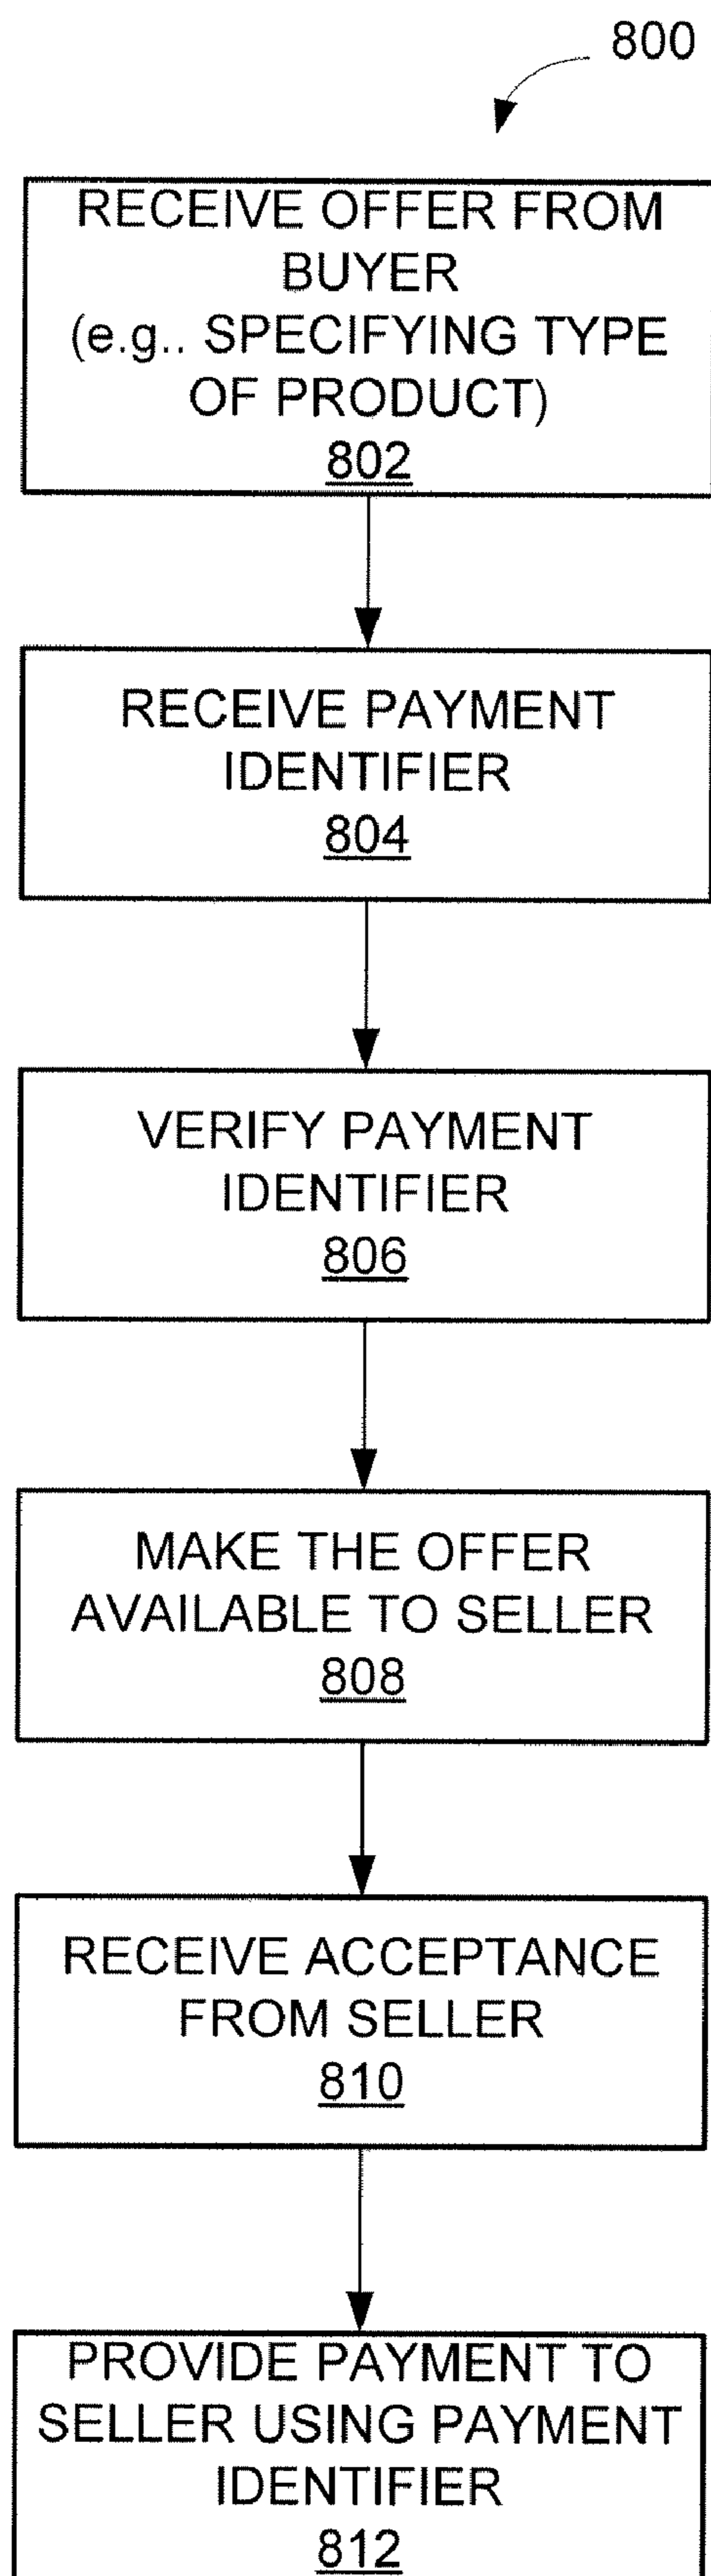 800
RECEIVE OFFER FROM
BUYER
(e.g.. SPECIFYING TYPE
OF PRODUCT)
802
RECEIVE PAYMENT
IDENTIFIER
804
VERIFY PAYMENT
IDENTIFIER
806
MAKE THE OFFER
AVAILABLE TO SELLER
808
RECEIVE ACCEPTANCE
FROM SELLER
810
PROVIDE PAYMENT TO
SELLER USING PAYMENT
IDENTIFIER
812